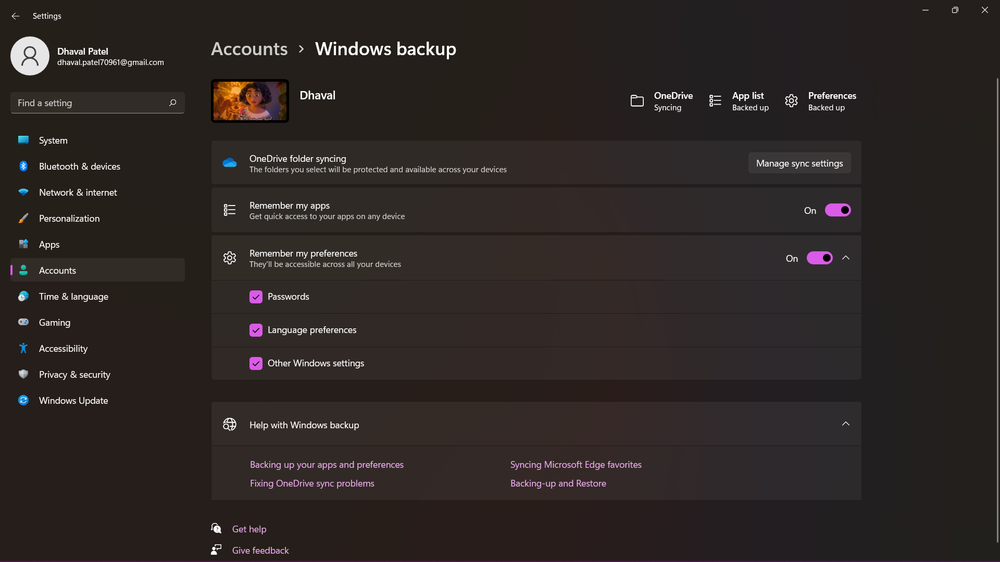 Settings
Dhaval Patel
dhaval.patel70961@gmail.com
Find a setting
System
Bluetooth & devices
Network & internet
Personalization
Apps
Accounts
Time & language
Gaming
Accessibility
Privacy & security
Windows Update
Accounts > Windows backup
Dhaval
OneDrive
Syncing
App list
Backed up
Preferences
Backed up
OneDrive folder syncing
The folders you select will be protected and available across your devices
Manage sync settings
Remember my apps
Get quick access to your apps on any device
On
Remember my preferences
They'll be accessible across all your devices
On
Passwords
Language preferences
Other Windows settings
Help with Windows backup
Backing up your apps and preferences
Syncing Microsoft Edge favorites
Fixing OneDrive sync problems
Backing-up and Restore
Get help
Give feedback